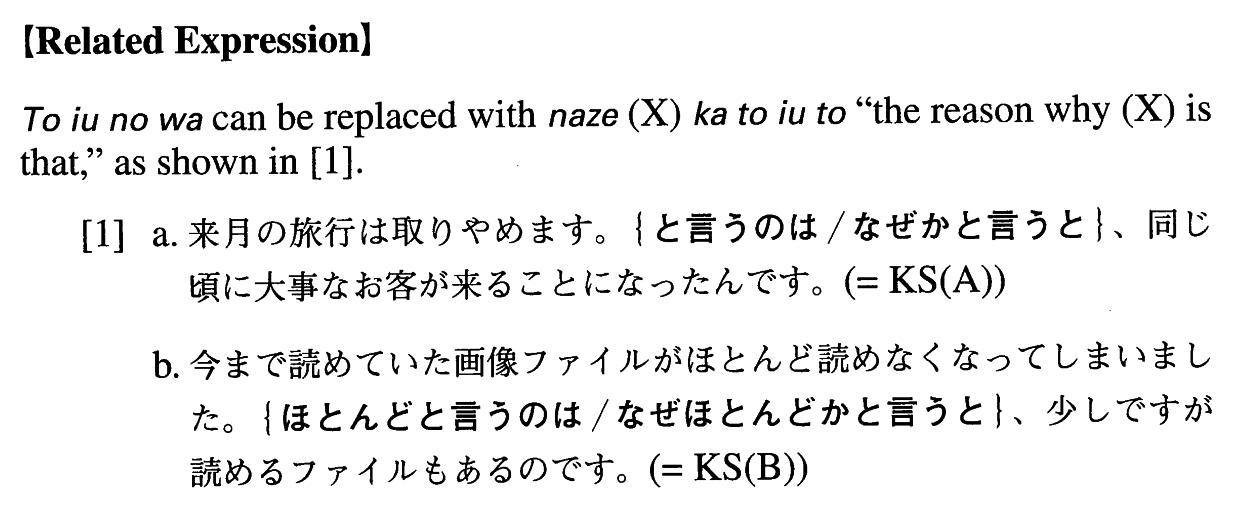 【Related Expression】
To iu no wa can be replaced with naze (X) ka to iu to “the reason why (X) is
that,” as shown in [1].
[1] a. 来月の旅行は取りやめます。{と言うのは/なぜかと言うと}、同じ
頃に大事なお客が来ることになったんです。(= KS(A))
b. 今まで読めていた画像ファイルがほとんど読めなくなってしまいまし
た。{ほとんどと言うのは/なぜほとんどかと言うと}、少しですが
読めるファイルもあるのです。(= KS(B))